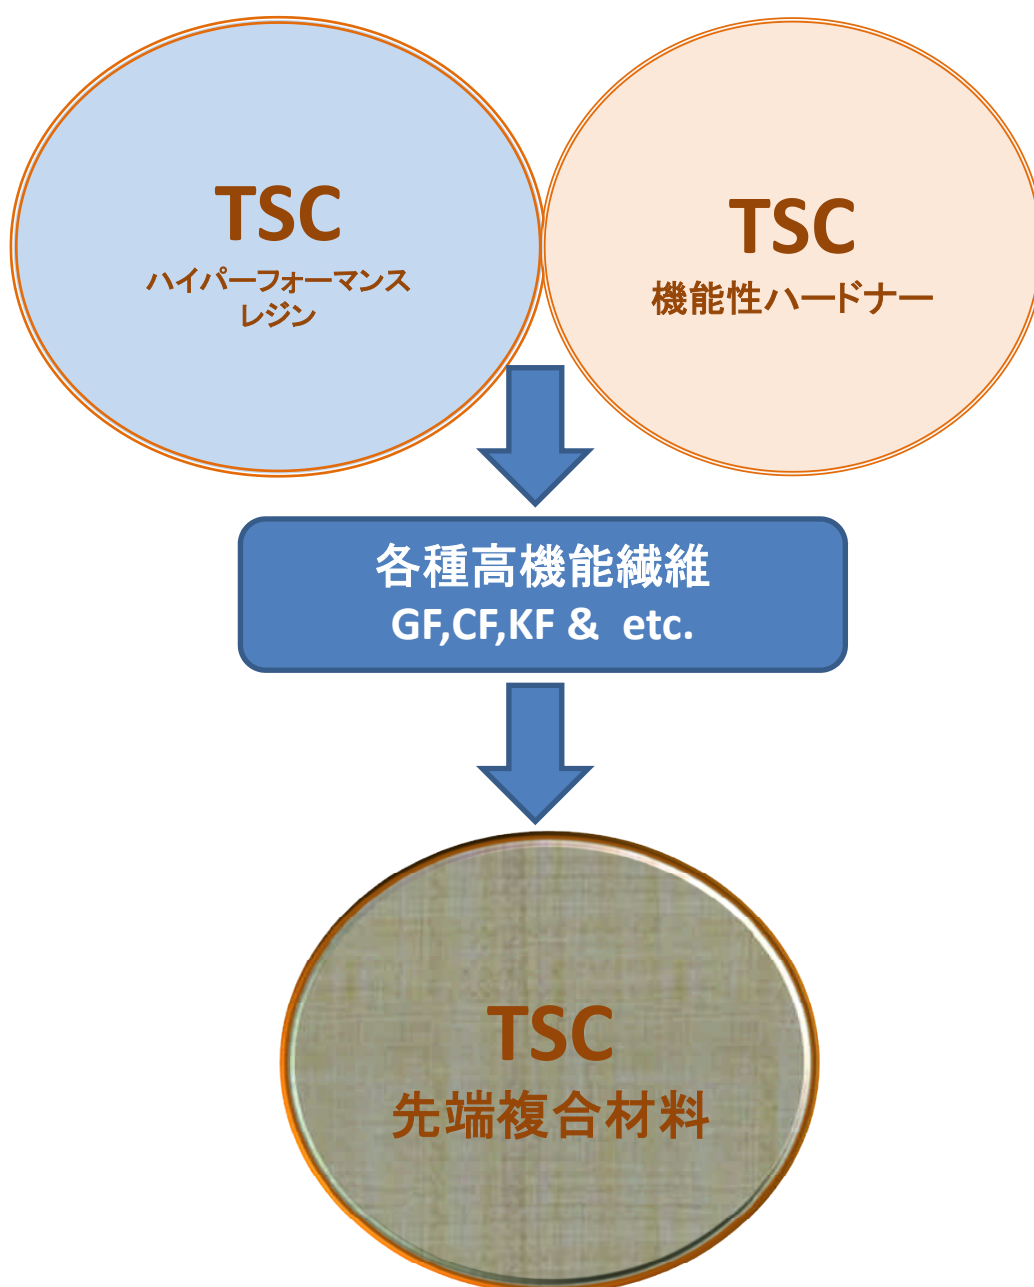 TSC
ハイパーフォーマンス
レジン
TSC
機能性ハードナー
各種高機能繊維
GF,CF,KF & etc.
TSC
先端複合材料